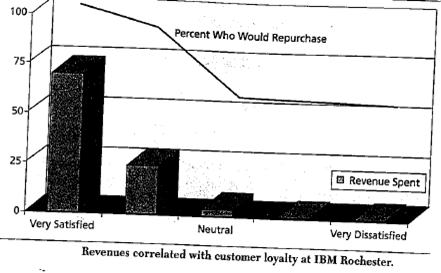 100
Percent Who Would Repurchase
75
50
25
Revenue Spent
0
Very Satisfied Neutral Very Dissatisfied
Revenues correlated with customer loyalty at IBM Rochester.